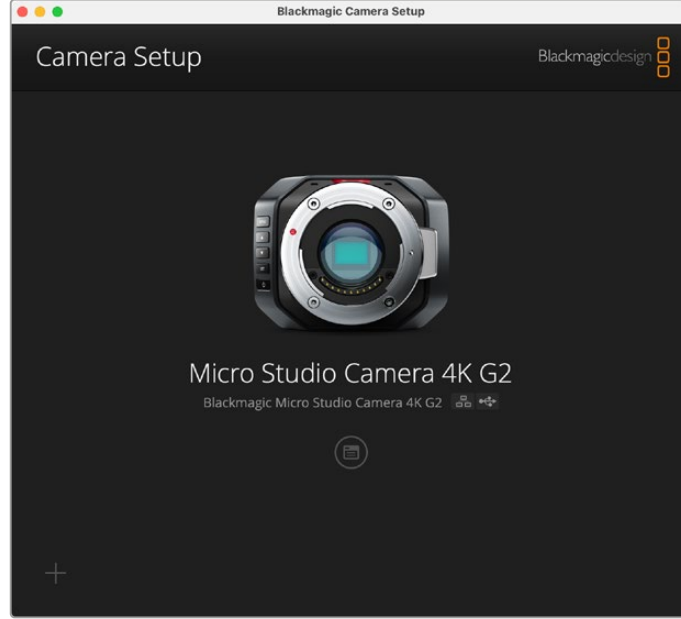 Blackmagic Camera Setup
Camera Setup
Blackmagicdesign
Micro Studio Camera 4K G2
Blackmagic Micro Studio Camera 4K G2